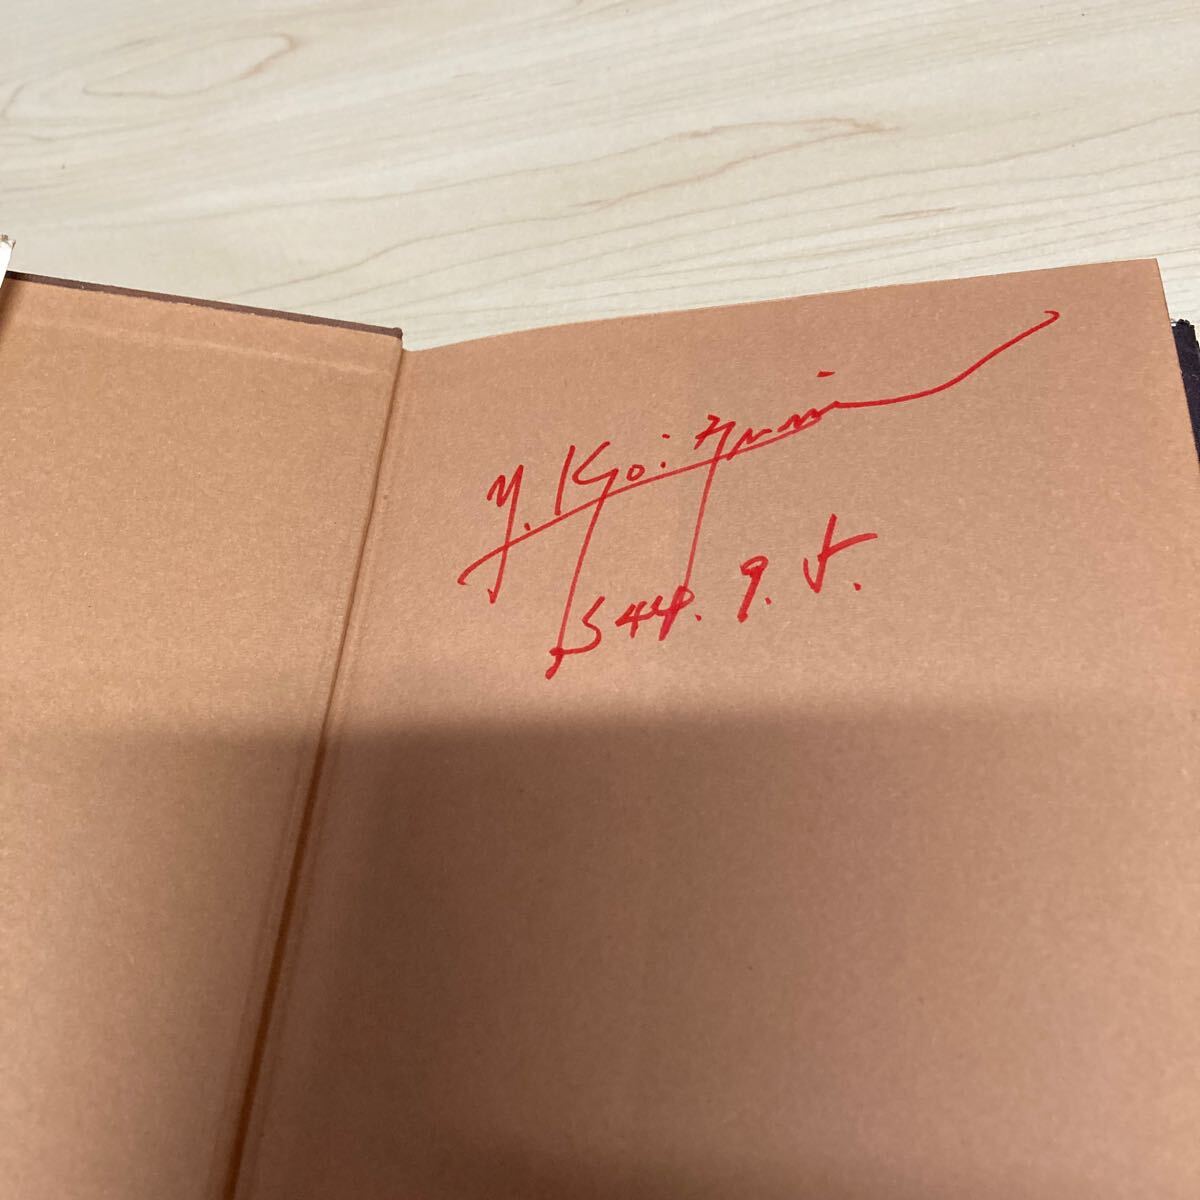 Y. Koizumi
S44. 9. 5.